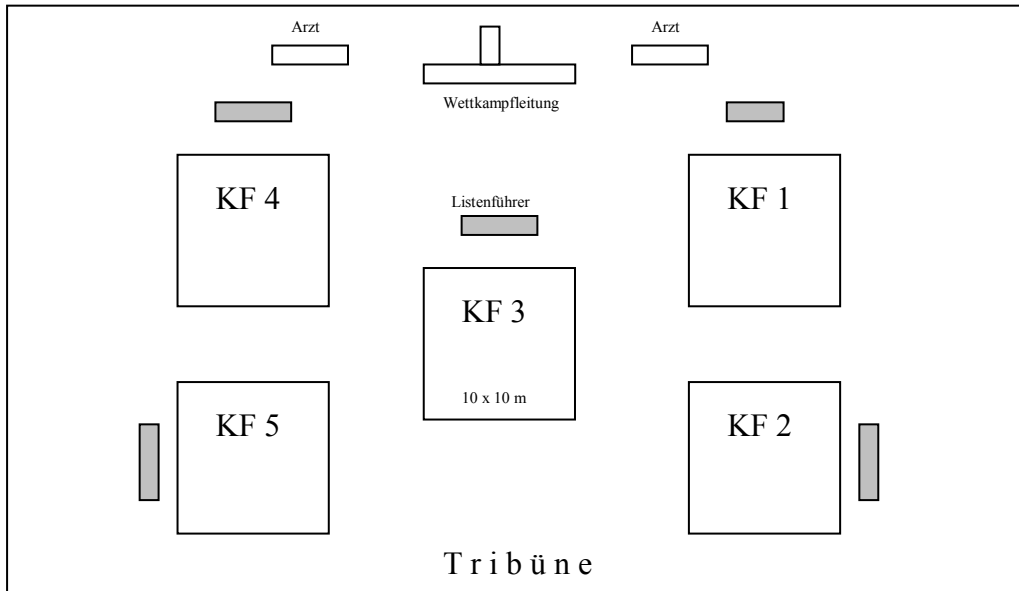 Arzt
Arzt
Wettkampfleitung
KF 4
KF 1
Listenführer
KF 3
10 x 10 m
KF 5
KF 2
T r i b ü n e